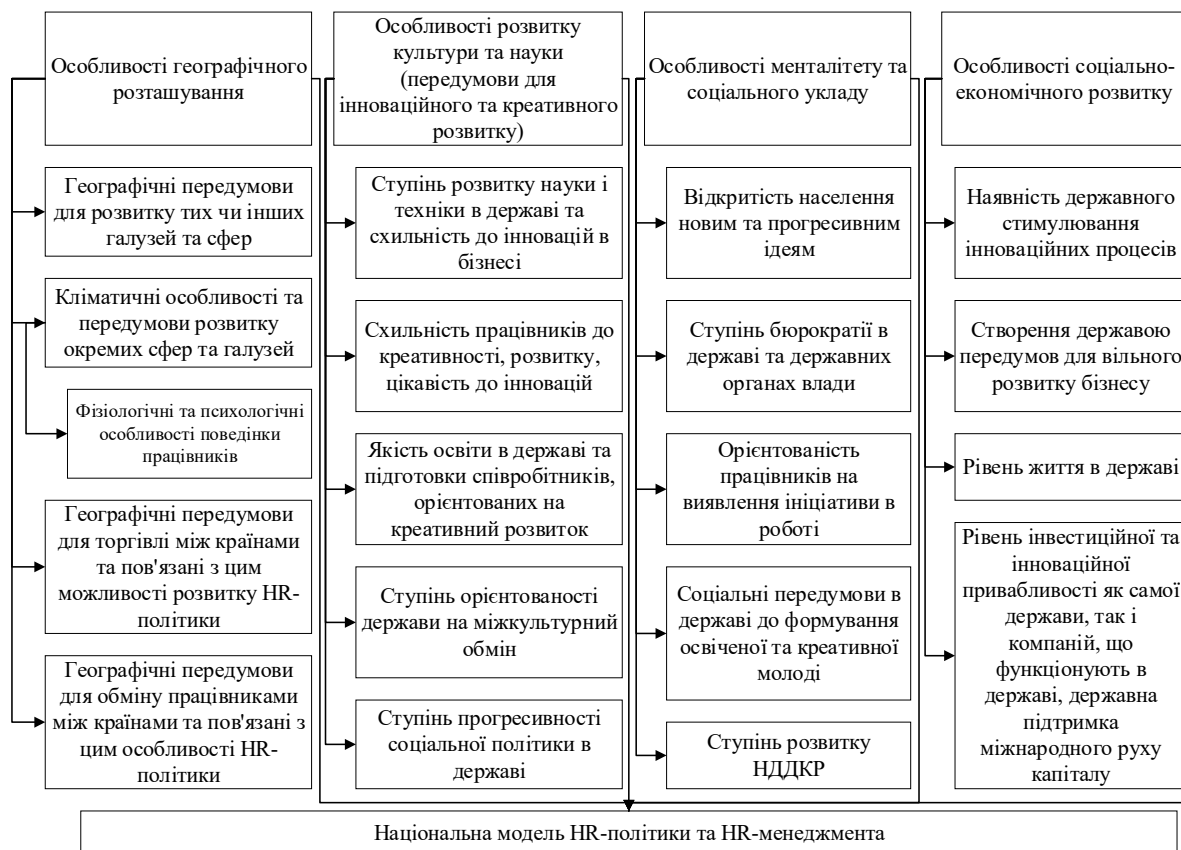 Особливості географічного
розташування
Географічні передумови
для розвитку тих чи інших
галузей та сфер
Кліматичні особливості та
передумови розвитку
окремих сфер та галузей
Фізіологічні та психологічні
особливості поведінки
працівників
Географічні передумови
для торгівлі між країнами
та пов'язані з цим
можливості розвитку HR-
політики
Географічні передумови
для обміну працівниками
між країнами та пов'язані з
цим особливості HR-
політики
Особливості розвитку
культури та науки
(передумови для
інноваційного та креативного
розвитку)
Ступінь розвитку науки і
техніки в державі та
схильність до інновацій в
бізнесі
Схильність працівників до
креативності, розвитку,
цікавість до інновацій
Якість освіти в державі та
підготовки співробітників,
орієнтованих на
креативний розвиток
Ступінь орієнтованості
держави на міжкультурний
обмін
Ступінь прогресивності
соціальної політики в
державі
Особливості менталітету та
соціального укладу
Відкритість населення
новим та прогресивним
ідеям
Ступінь бюрократії в
державі та державних
органах влади
Орієнтованість
працівників на
виявлення ініціативи в
роботі
Соціальні передумови в
державі до формування
освіченої та креативної
молоді
Ступінь розвитку
НДДКР
Особливості соціально-
економічного розвитку
Наявність державного
стимулювання
інноваційних процесів
Створення державою
передумов для вільного
розвитку бізнесу
Рівень життя в державі
Рівень інвестиційної та
інноваційної
привабливості як самої
держави, так і
компаній, що
функціонують в
державі, державна
підтримка
міжнародного руху
капіталу
Національна модель HR-політики та HR-менеджмента